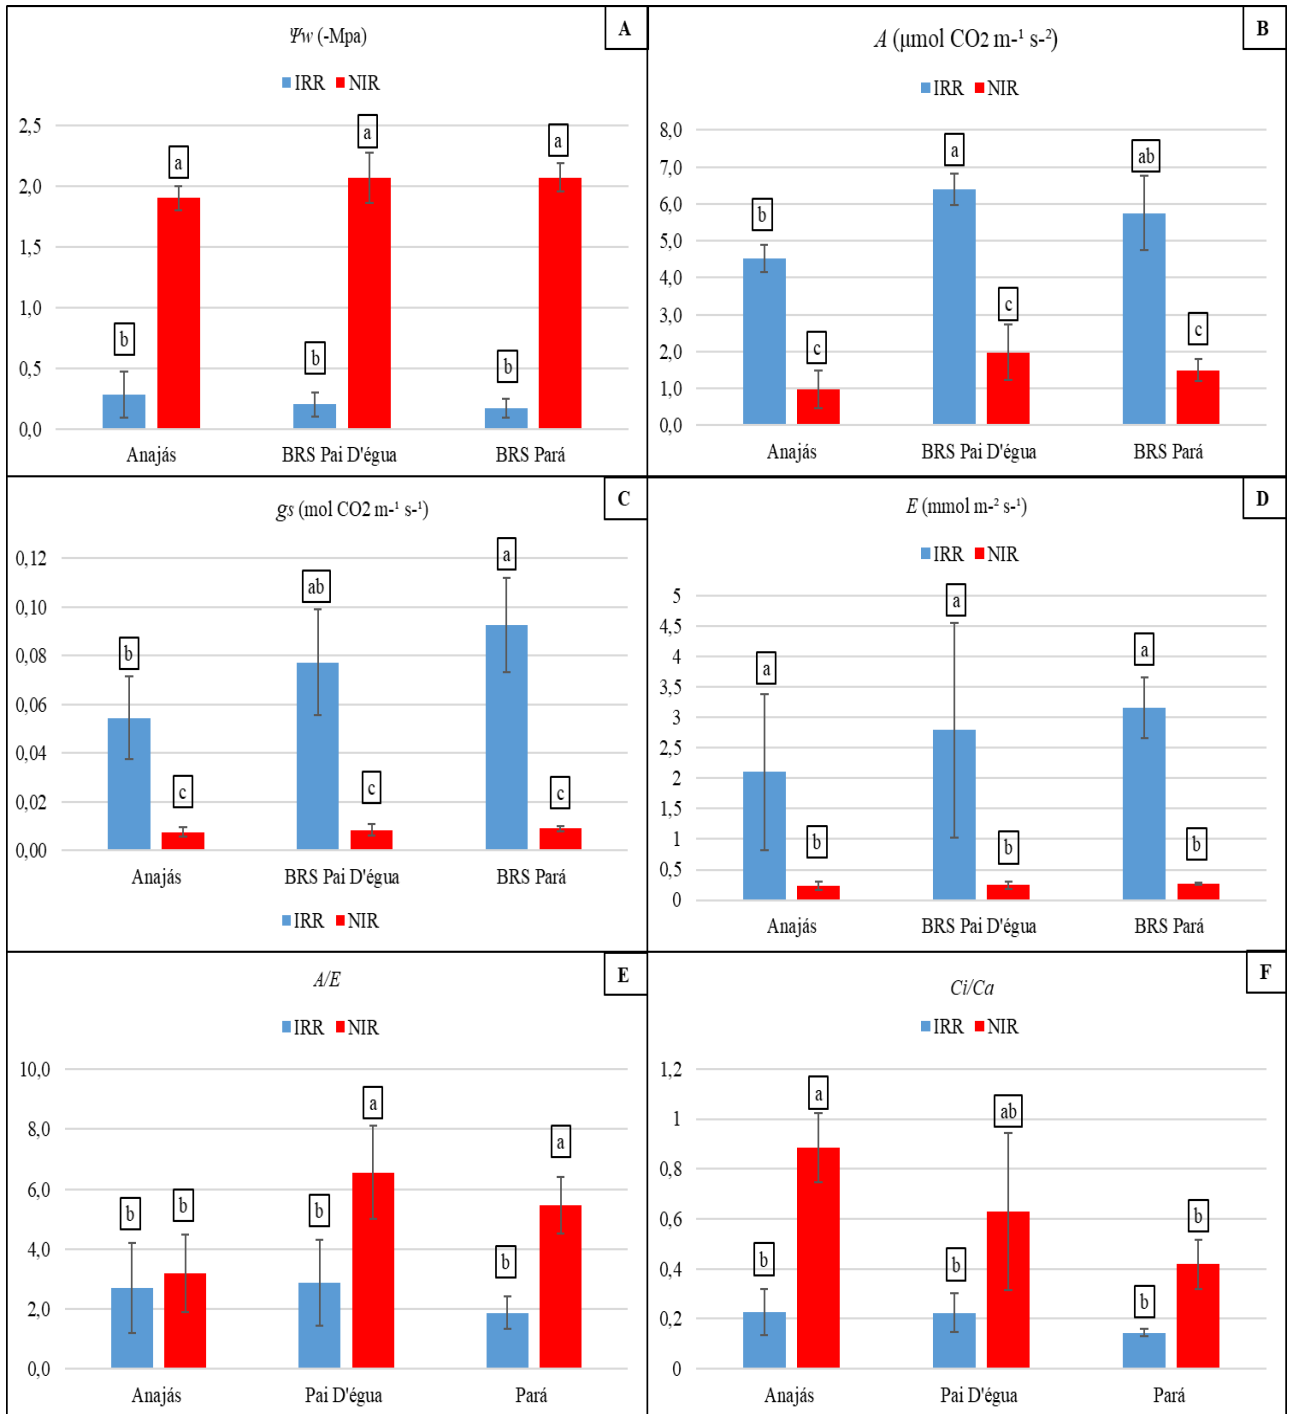 Ψw (-Mpa)
A
IRR NIR
2,5
2,0
1,5
1,0
0,5
0,0
b
a
b
a
b
a
Anajás BRS Pai D'égua BRS Pará
A (μmol CO2 m-¹ s-²)
B
IRR NIR
8,0
7,0
6,0
5,0
4,0
3,0
2,0
1,0
0,0
b
c
a
c
ab
c
Anajás BRS Pai D'égua BRS Pará
gs (mol CO2 m-¹ s-¹)
C
0,12
0,10
0,08
0,06
0,04
0,02
0,00
b
c
ab
c
a
c
Anajás BRS Pai D'égua BRS Pará
IRR NIR
E (mmol m-² s-¹)
D
IRR NIR
5
4,5
4
3,5
3
2,5
2
1,5
1
0,5
0
a
b
a
b
a
b
Anajás BRS Pai D'égua BRS Pará
A/E
E
IRR NIR
10,0
8,0
6,0
4,0
2,0
0,0
b
b
b
a
b
a
Anajás Pai D'égua Pará
Ci/Ca
F
IRR NIR
1,2
1
0,8
0,6
0,4
0,2
0
b
a
b
ab
b
b
Anajás Pai D'égua Pará